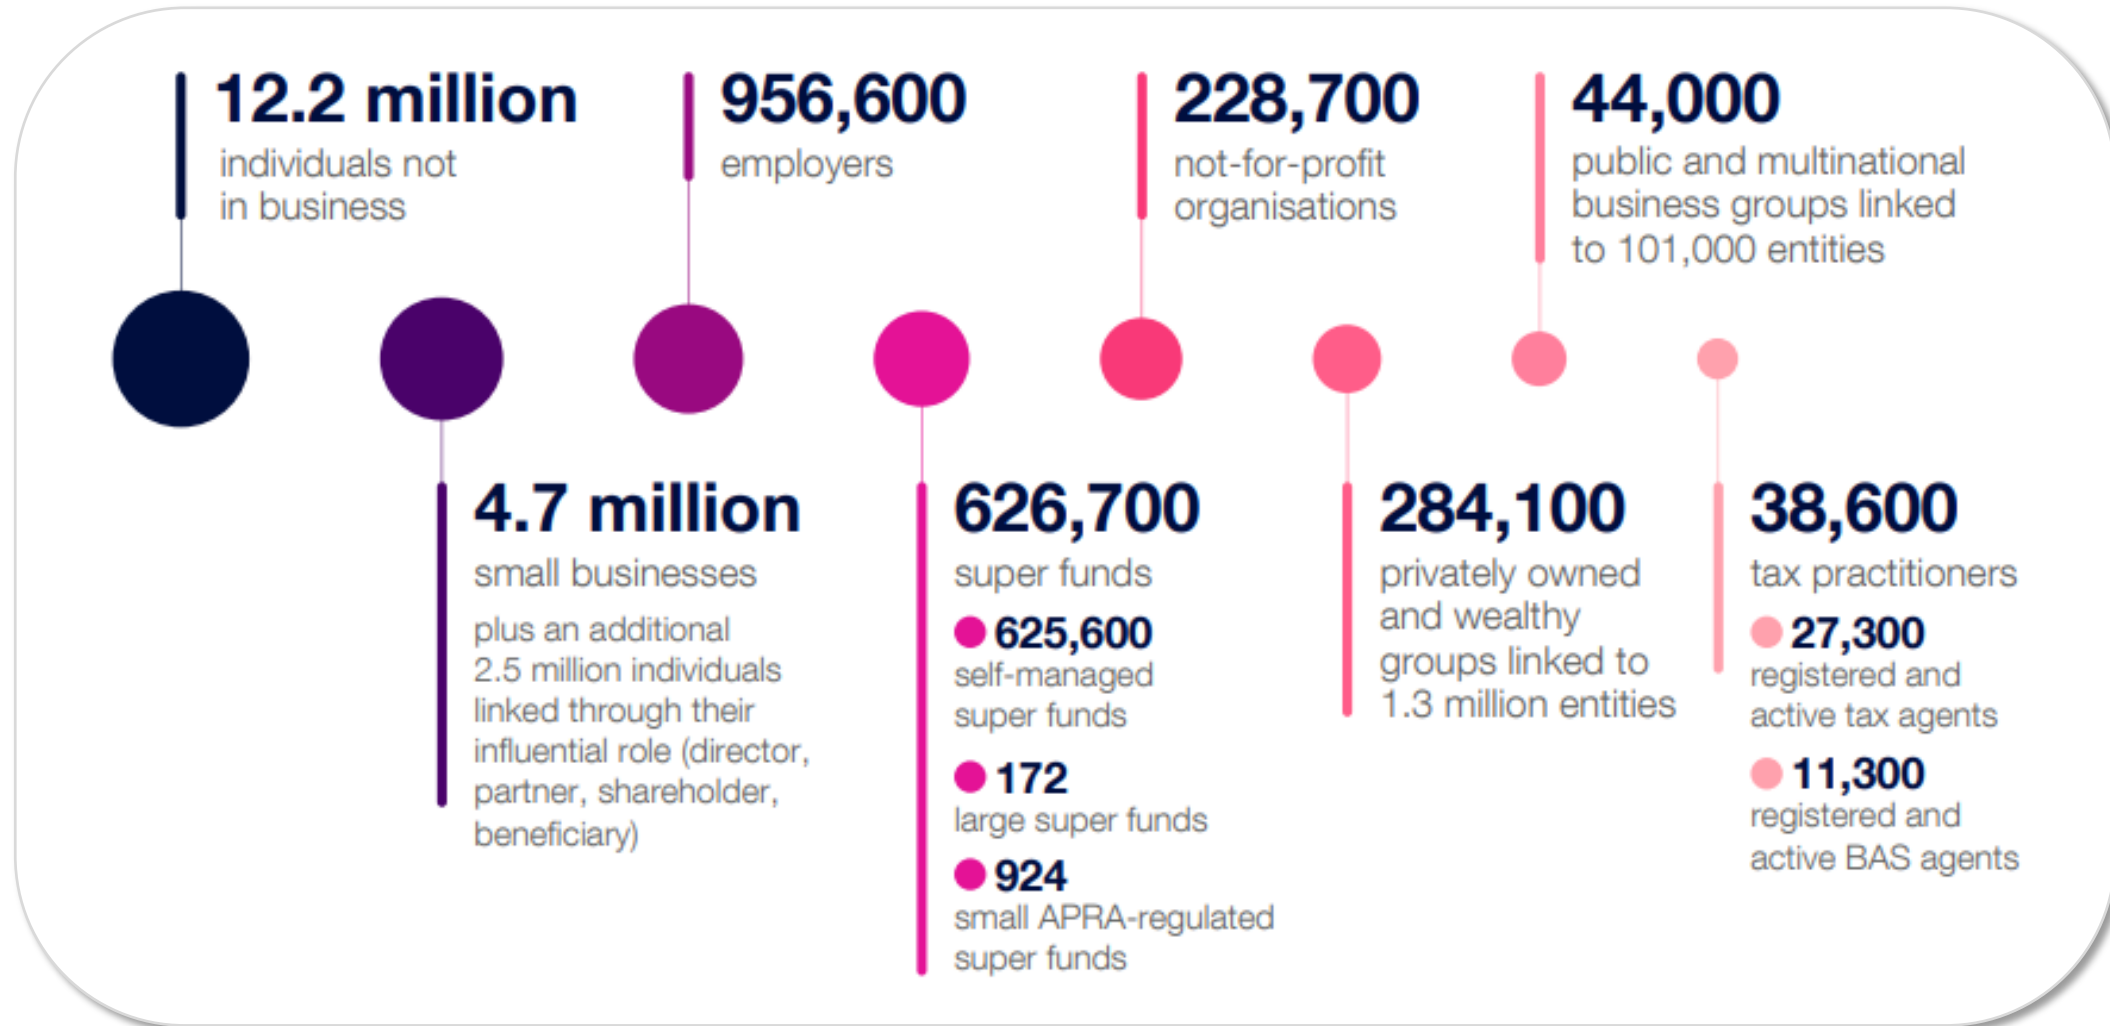 12.2 million
individuals not
in business
956,600
employers
228,700
not-for-profit
organisations
44,000
public and multinational
business groups linked
to 101,000 entities
4.7 million
small businesses
plus an additional
2.5 million individuals
linked through their
influential role (director,
partner, shareholder,
beneficiary)
626,700
super funds
625,600
self-managed
super funds
172
large super funds
924
small APRA-regulated
super funds
284,100
privately owned
and wealthy
groups linked to
1.3 million entities
38,600
tax practitioners
27,300
registered and
active tax agents
11,300
registered and
active BAS agents